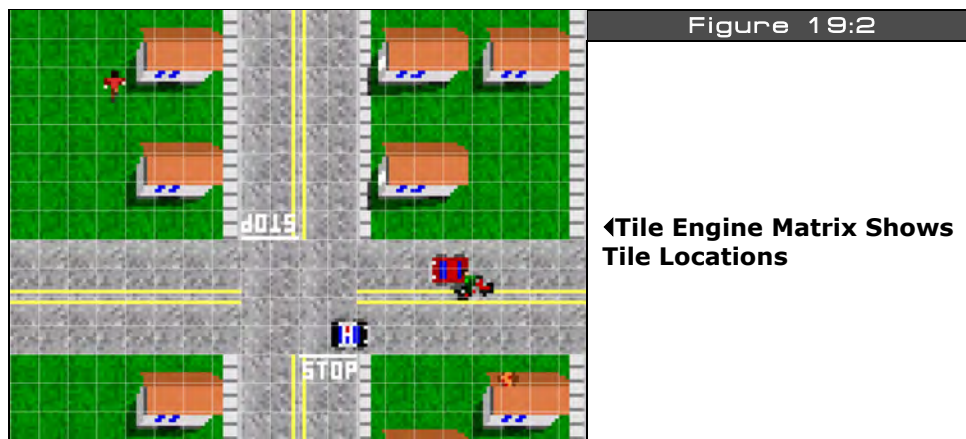 Figure 19:2
STOP
◀Tile Engine Matrix Shows
Tile Locations
H
STOP